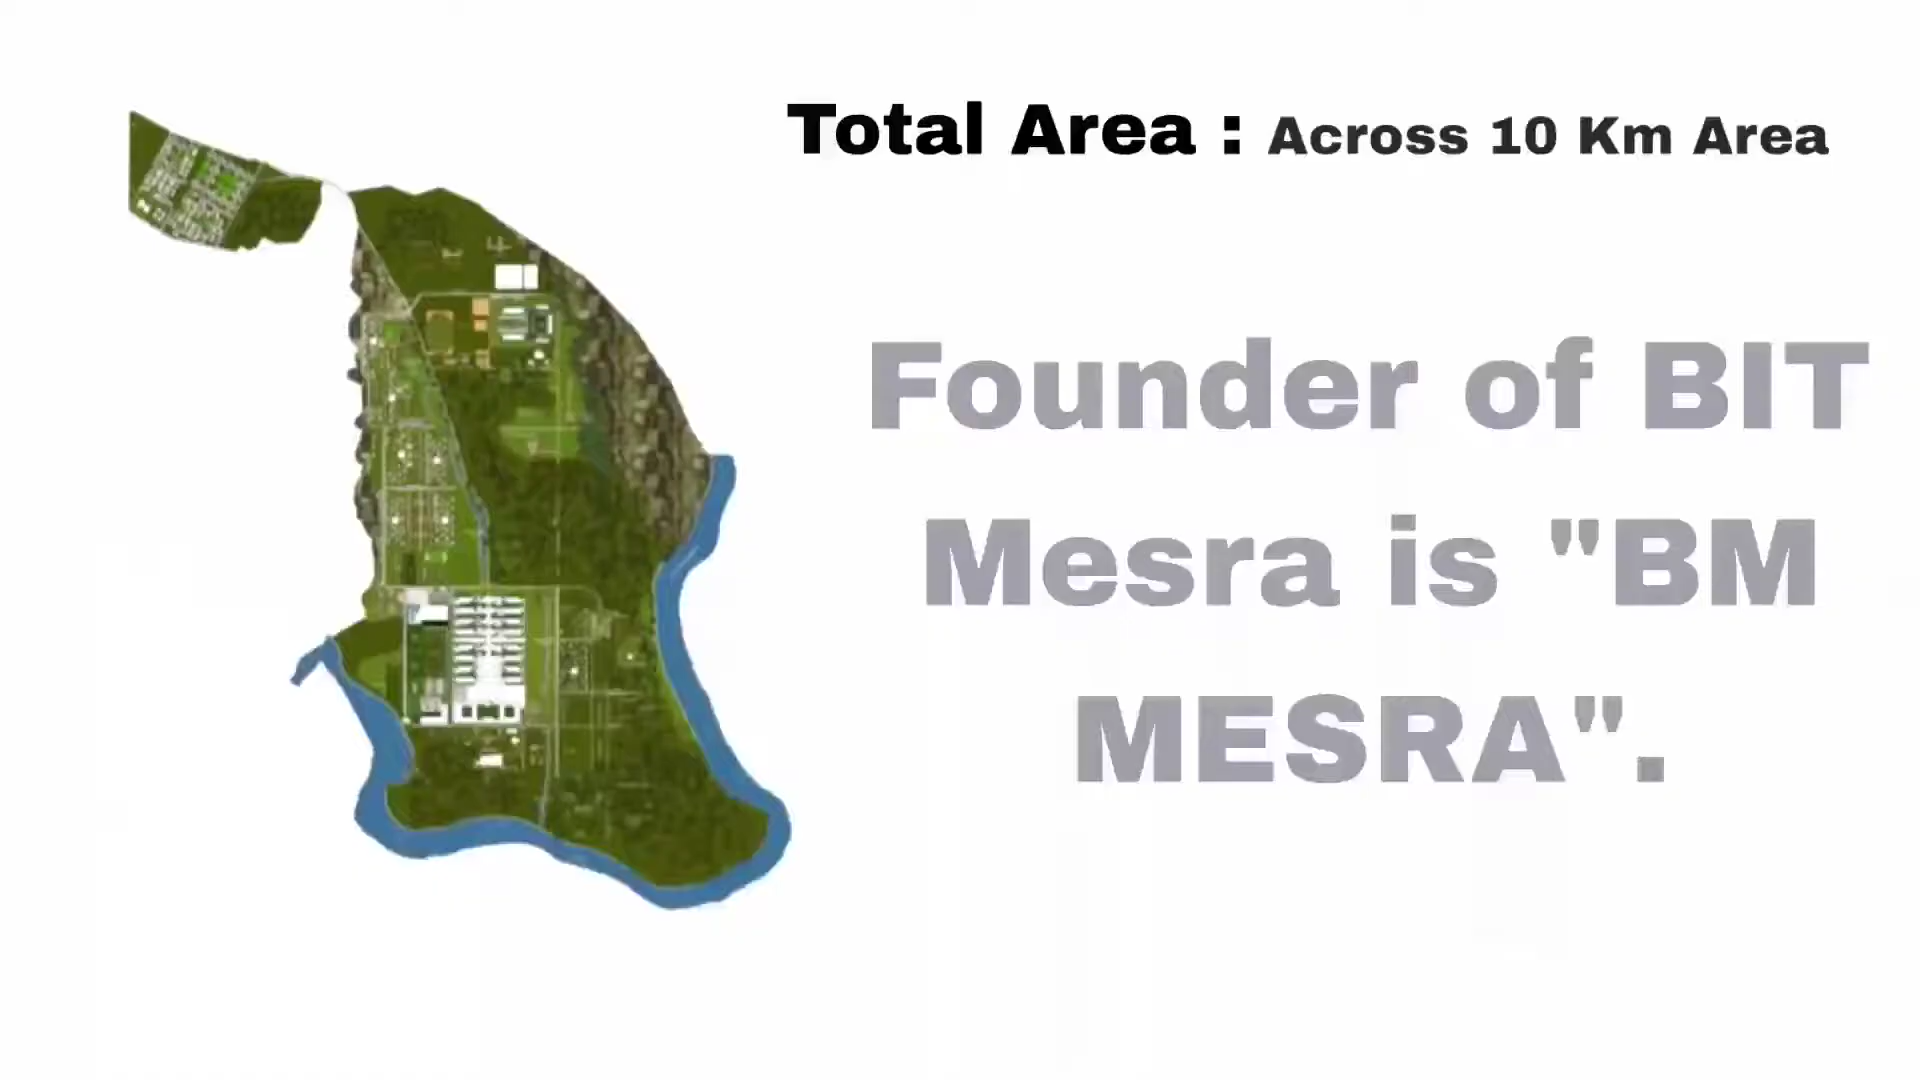 Total Area : Across 10 Km Area
Founder of BIT
Mesra is "BM
MESRA".